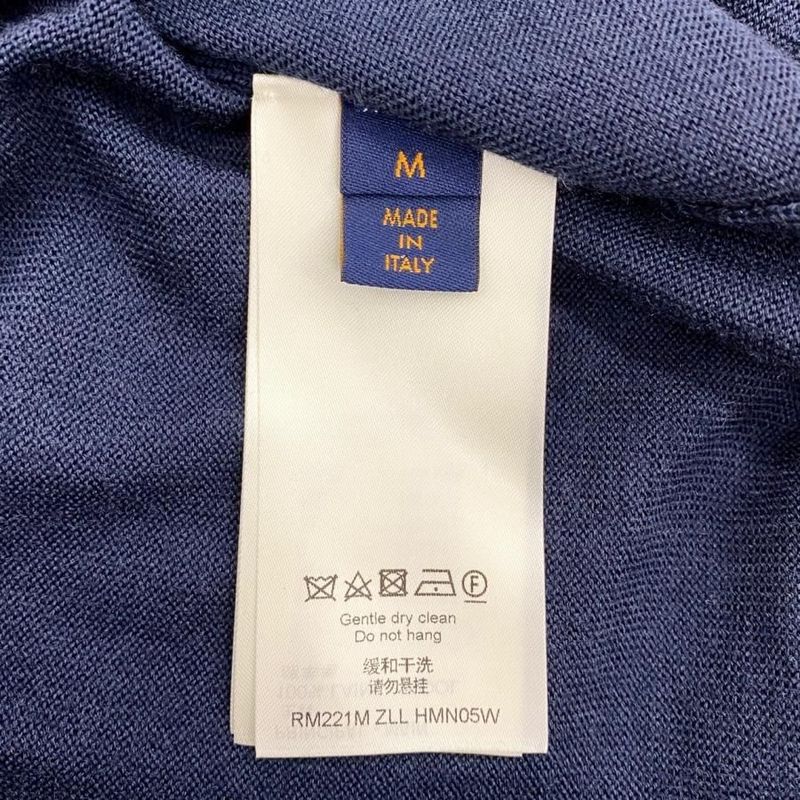 M
MADE
IN
ITALY
F
Gentle dry clean
Do not hang
缓和干洗
请勿悬挂
RM221M ZLL HMN05W